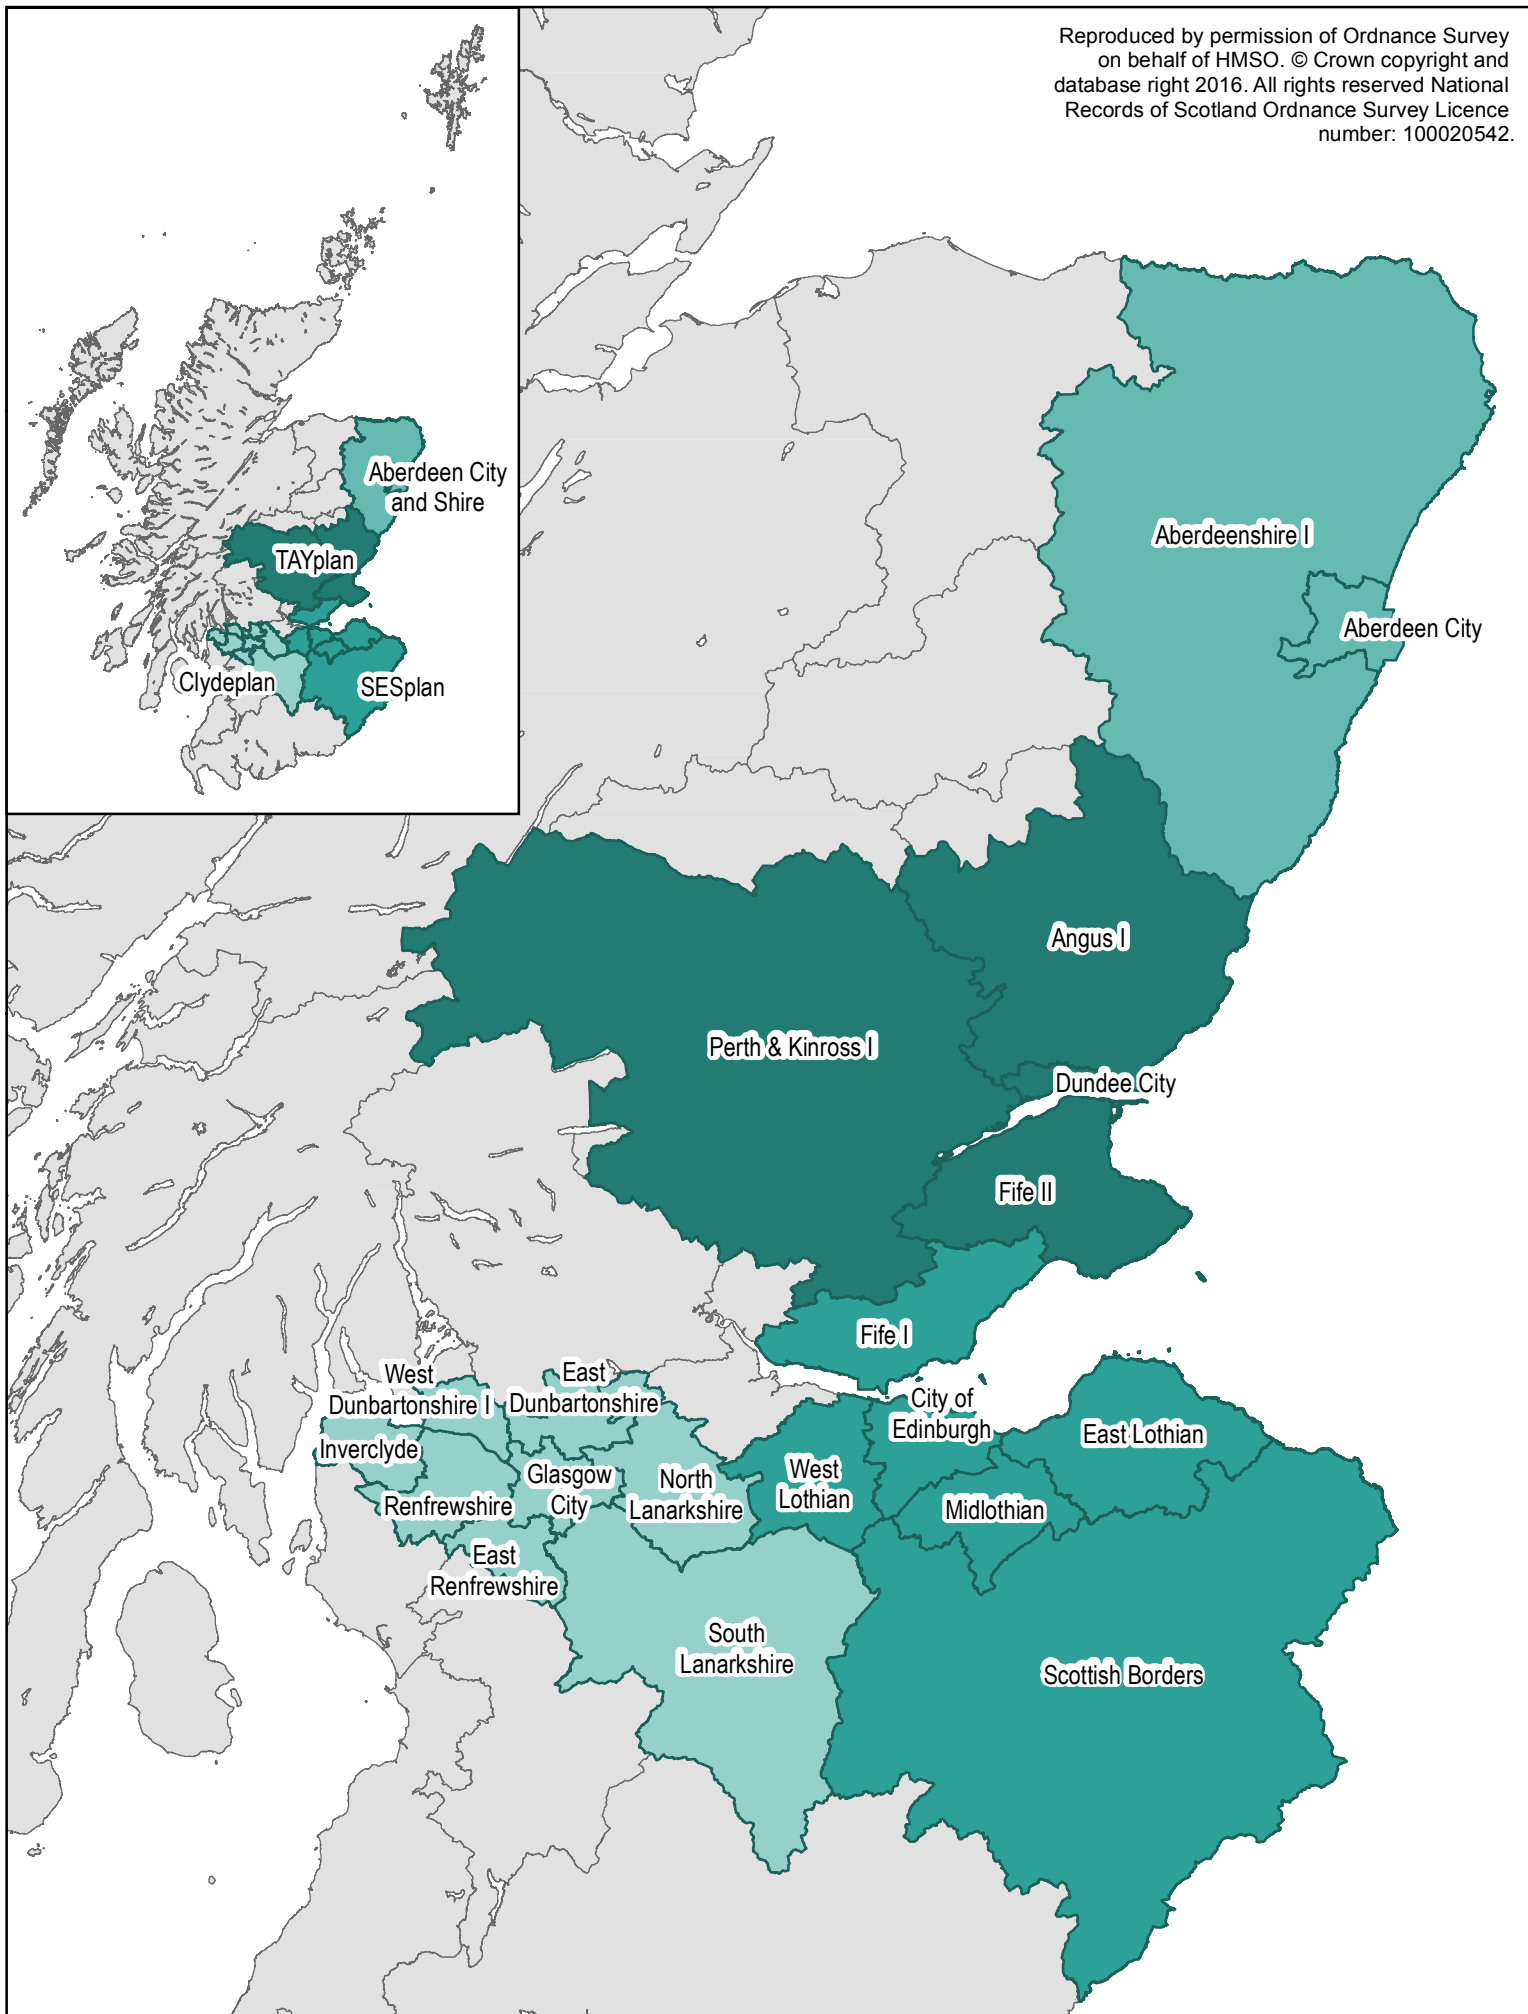 Reproduced by permission of Ordnance Survey
on behalf of HMSO. © Crown copyright and
database right 2016. All rights reserved National
Records of Scotland Ordnance Survey Licence
number: 100020542.
Aberdeen City
and Shire
TAYplan
Clydeplan
SESplan
Aberdeenshire I
Aberdeen City
Angus I
Perth & Kinross I
Dundee City
Fife II
Fife I
West
Dunbartonshire I
East
Dunbartonshire
City of
Edinburgh
East Lothian
Inverclyde
Glasgow
City
North
Lanarkshire
West
Lothian
Renfrewshire
Midlothian
East
Renfrewshire
South
Lanarkshire
Scottish Borders